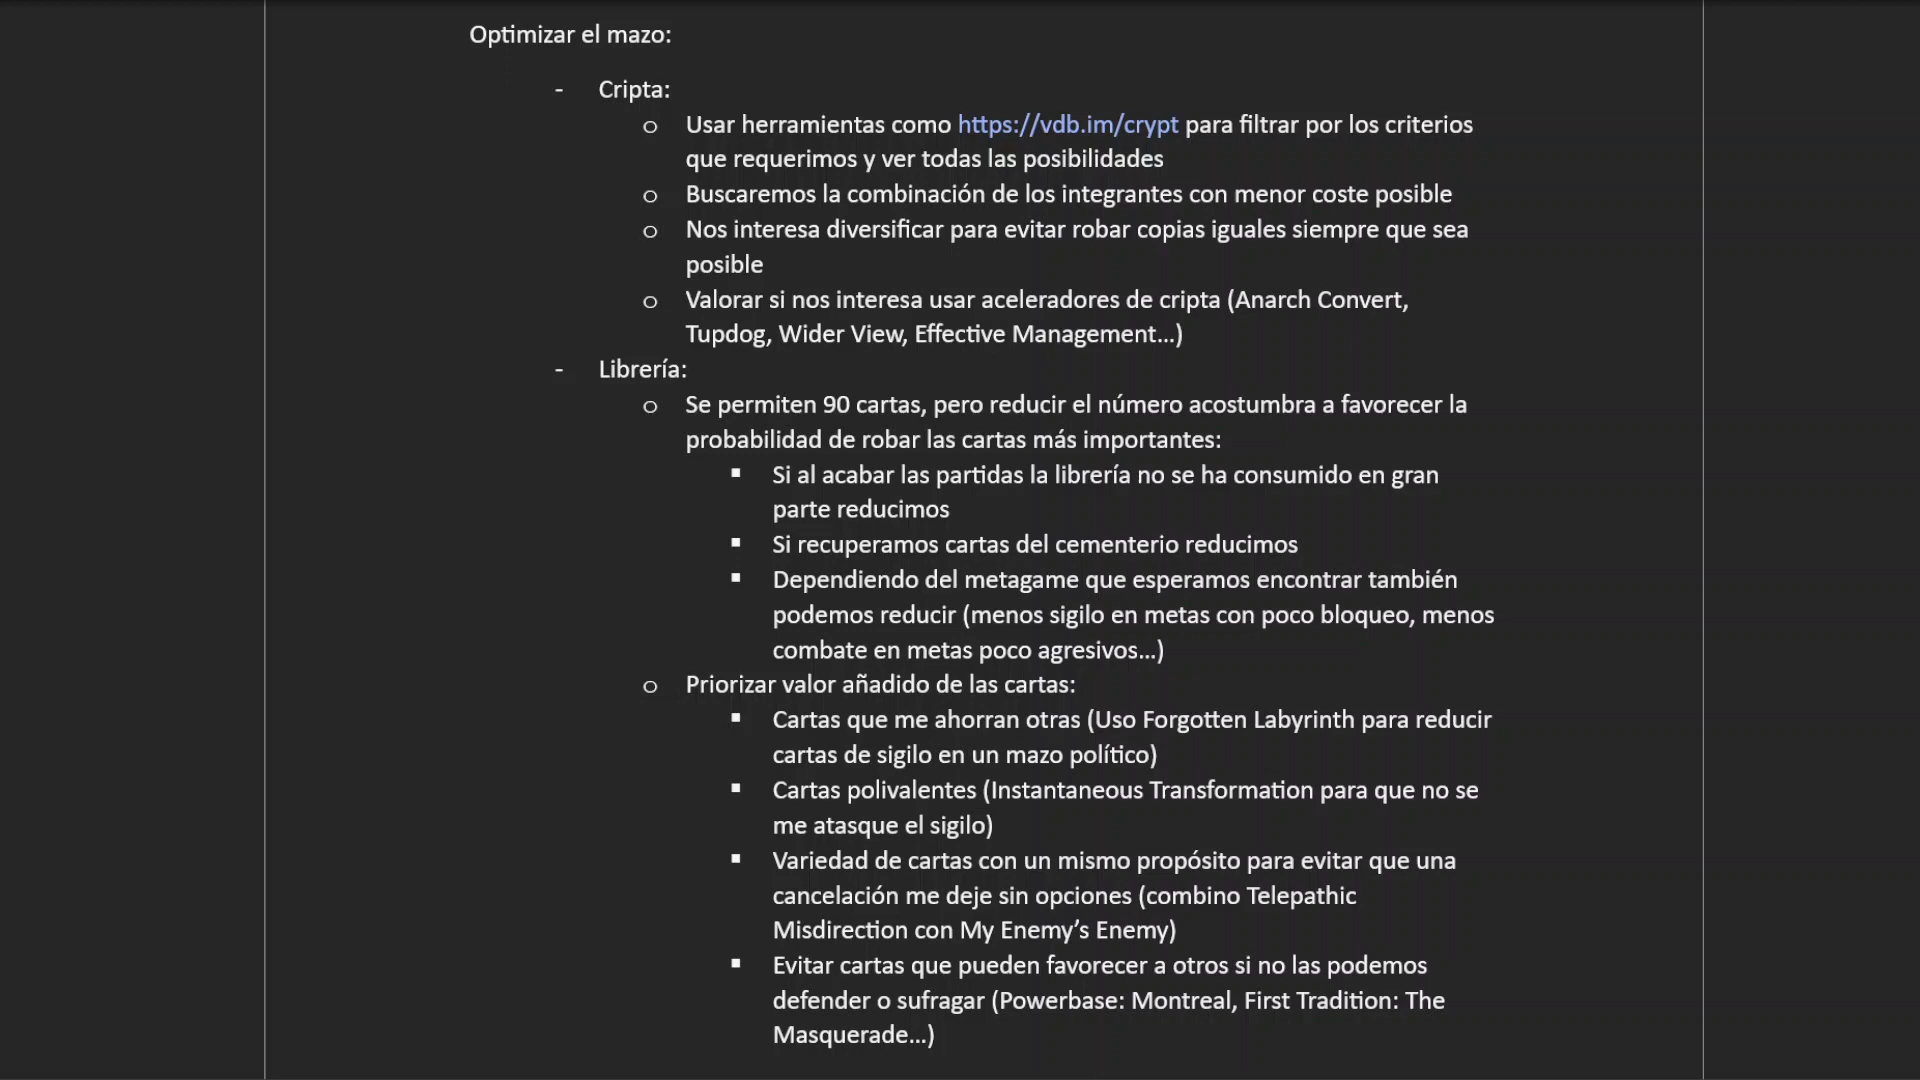 Optimizar el mazo:
- Cripta:
o Usar herramientas como https://vdb.im/crypt para filtrar por los criterios
que requerimos y ver todas las posibilidades
o Buscaremos la combinación de los integrantes con menor coste posible
o Nos interesa diversificar para evitar robar copias iguales siempre que sea
posible
o Valorar si nos interesa usar aceleradores de cripta (Anarch Convert,
Tupdog, Wider View, Effective Management...)
- Librería:
o Se permiten 90 cartas, pero reducir el número acostumbra a favorecer la
probabilidad de robar las cartas más importantes:
▪ Si al acabar las partidas la librería no se ha consumido en gran
parte reducimos
▪ Si recuperamos cartas del cementerio reducimos
▪ Dependiendo del metagame que esperamos encontrar también
podemos reducir (menos sigilo en metas con poco bloqueo, menos
combate en metas poco agresivos...)
o Priorizar valor añadido de las cartas:
▪ Cartas que me ahorran otras (Uso Forgotten Labyrinth para reducir
cartas de sigilo en un mazo político)
▪ Cartas polivalentes (Instantaneous Transformation para que no se
me atasque el sigilo)
▪ Variedad de cartas con un mismo propósito para evitar que una
cancelación me deje sin opciones (combino Telepathic
Misdirection con My Enemy’s Enemy)
▪ Evitar cartas que pueden favorecer a otros si no las podemos
defender o sufragar (Powerbase: Montreal, First Tradition: The
Masquerade...)